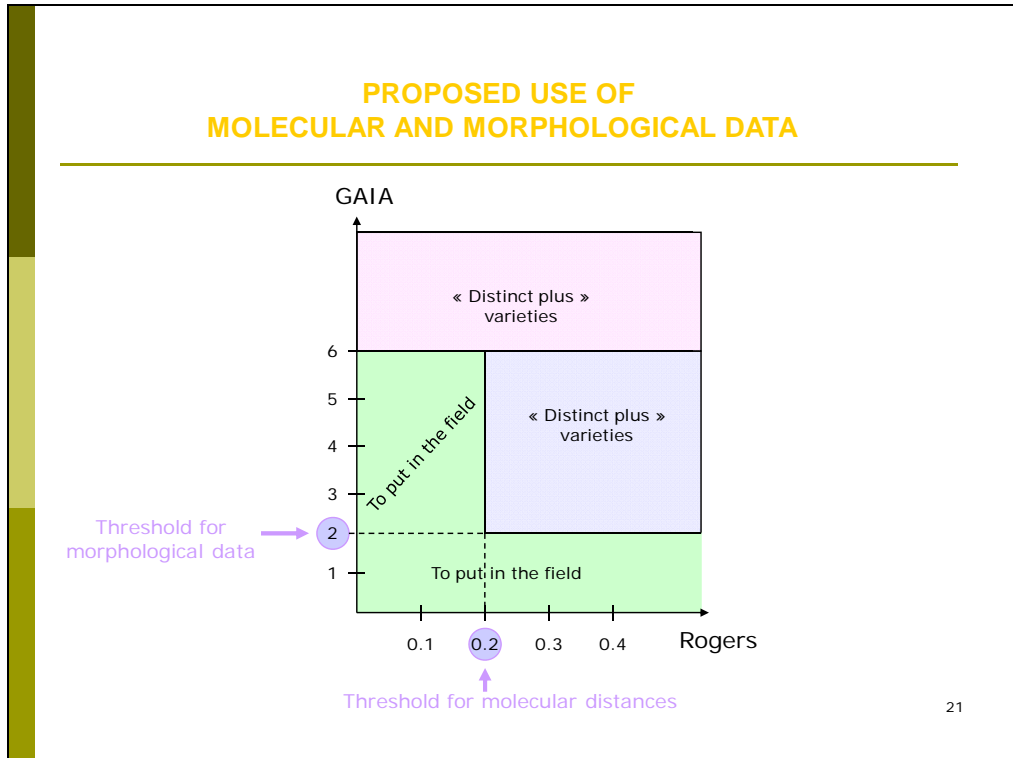 PROPOSED USE OF
MOLECULAR AND MORPHOLOGICAL DATA
GAIA
« Distinct plus »
varieties
6
5
4
3
2
1
To put in the field
« Distinct plus »
varieties
Threshold for
morphological data
To put in the field
0.1
0.2
0.3
0.4
Rogers
Threshold for molecular distances
21